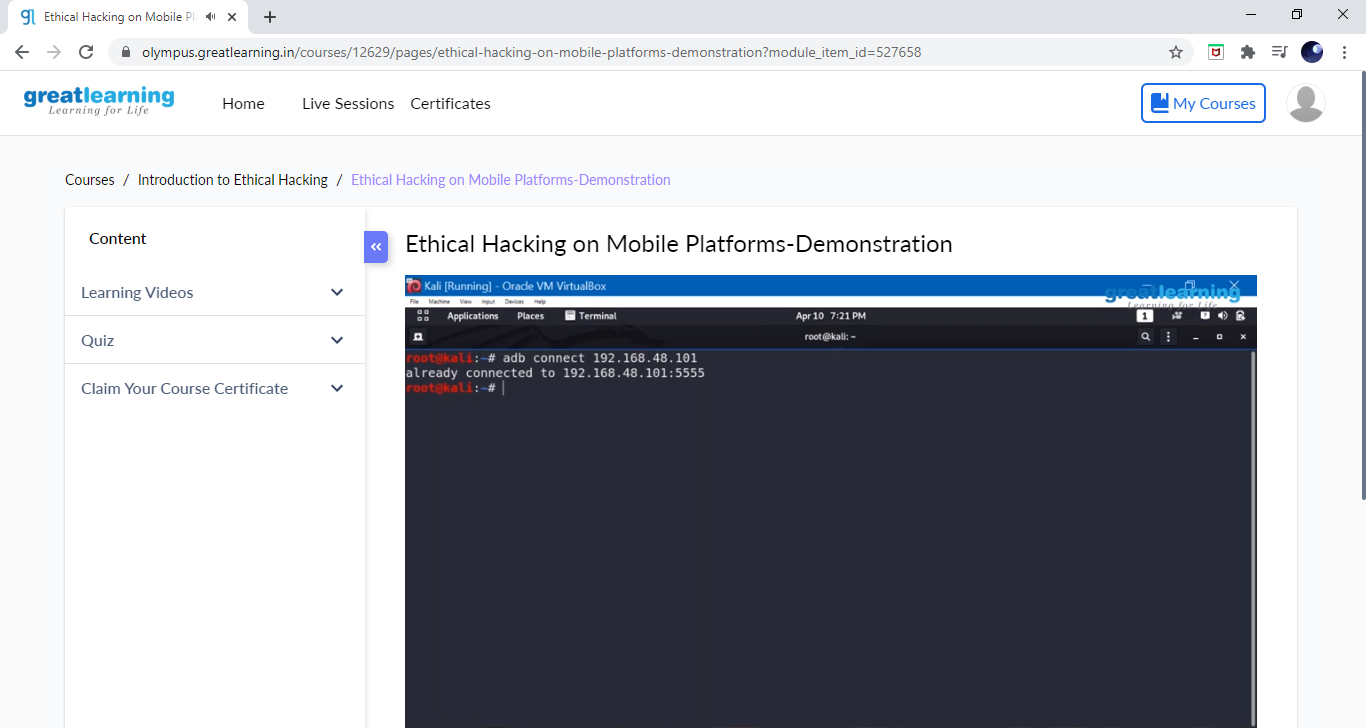 Ethical Hacking on Mobile Pl
olympus.greatlearning.in/courses/12629/pages/ethical-hacking-on-mobile-platforms-demonstration?module_item_id=527658
greatlearning
Learning for Life
Home Live Sessions Certificates
My Courses
Courses / Introduction to Ethical Hacking / Ethical Hacking on Mobile Platforms-Demonstration
Content
«
Learning Videos
Quiz
Claim Your Course Certificate
Ethical Hacking on Mobile Platforms-Demonstration
Kali [Running] - Oracle VM VirtualBox
greatlearning
Learning for Life
File Machine View Input Devices Help
Applications Places Terminal Apr 10 7:21 PM 1
root@kali: ~
root@kali:~# adb connect 192.168.48.101
already connected to 192.168.48.101:5555
root@kali:~#